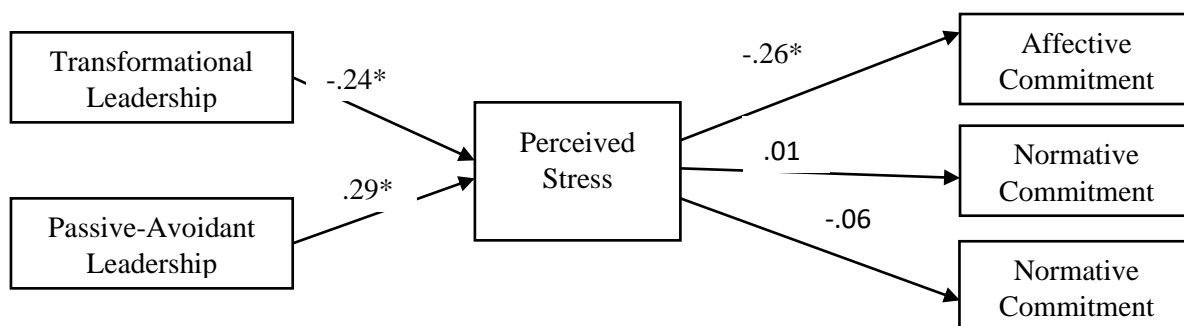 Transformational
Leadership
-.24*
Passive-Avoidant
Leadership
.29*
Perceived
Stress
-.26*
Affective
Commitment
.01
Normative
Commitment
-.06
Normative
Commitment